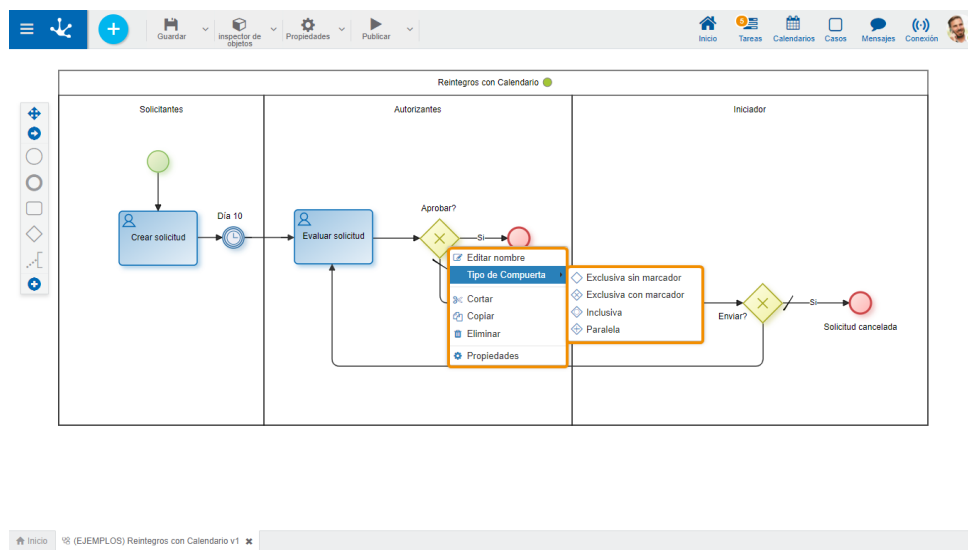 Guardar
inspector de
objetos
Propiedades
Publicar
Inicio
5
Tareas
Calendarios
Casos
Mensajes
Conexión
Reintegros con Calendario
Solicitantes
Autorizantes
Iniciador
Crear solicitud
Día 10
Evaluar solicitud
Aprobar?
Si
Editar nombre
Tipo de Compuerta
Cortar
Copiar
Eliminar
Propiedades
Exclusiva sin marcador
Exclusiva con marcador
Inclusiva
Paralela
Enviar?
Si
Solicitud cancelada
Inicio
(EJEMPLOS) Reintegros con Calendario v1